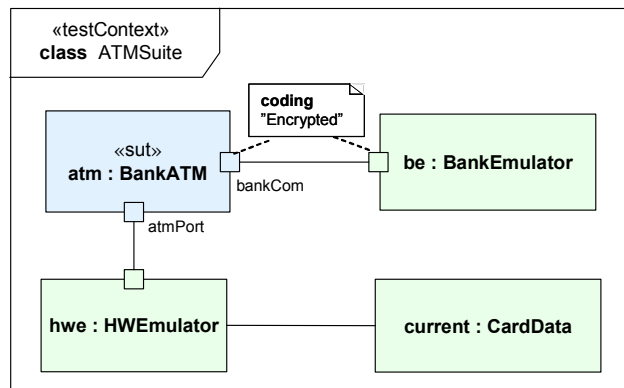 «testContext»
class ATMSuite
coding
"Encrypted"
«sut»
atm : BankATM
be : BankEmulator
bankCom
atmPort
hwe : HWEmulator
current : CardData